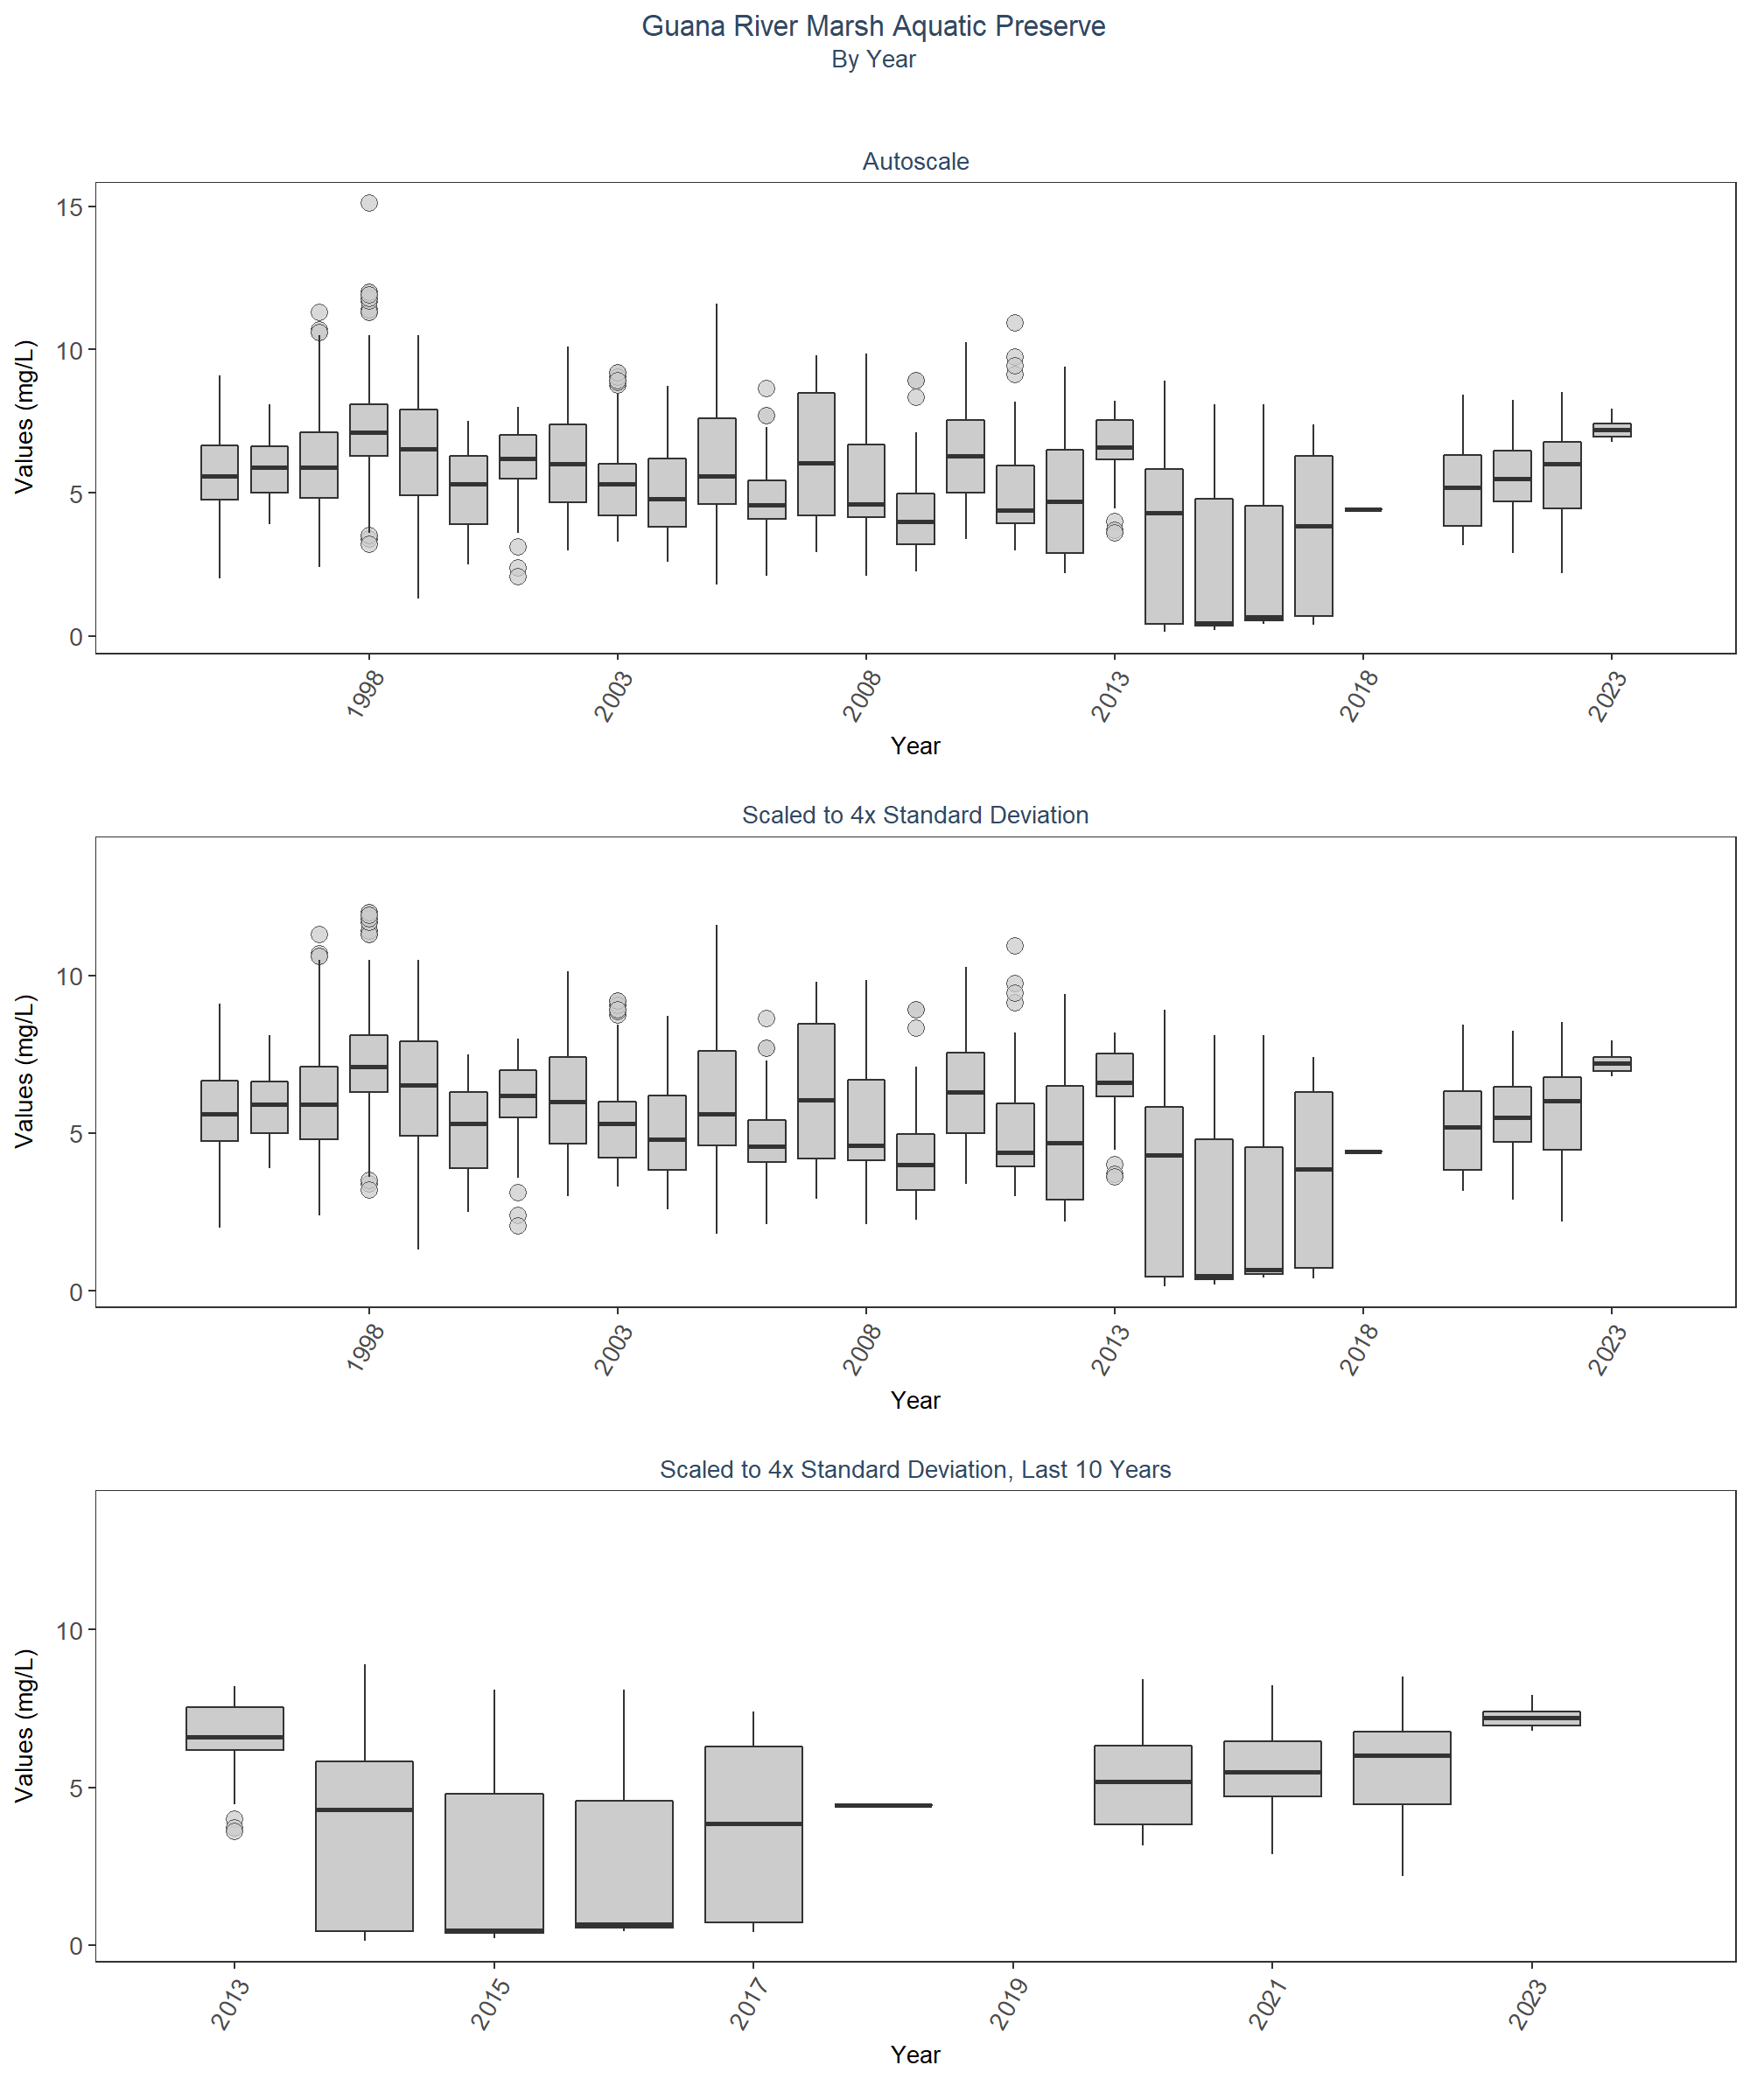 Guana River Marsh Aquatic Preserve
By Year
Autoscale
Values (mg/L)
15
10
5
0
1998
2003
2008
2013
2018
2023
Year
Scaled to 4x Standard Deviation
Values (mg/L)
10
5
0
1998
2003
2008
2013
2018
2023
Year
Scaled to 4x Standard Deviation, Last 10 Years
Values (mg/L)
10
5
0
2013
2015
2017
2019
2021
2023
Year